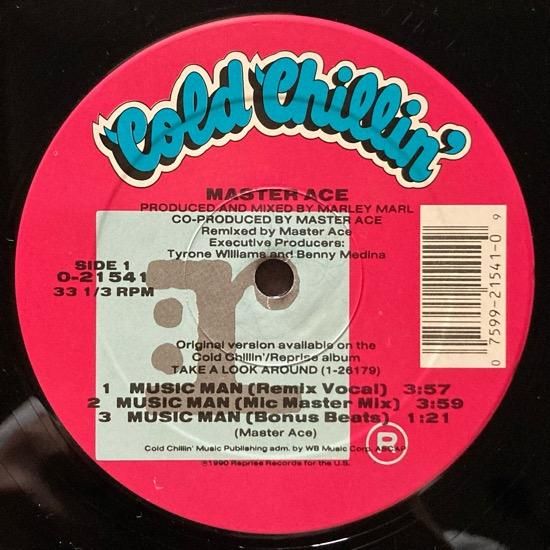 Cold Chillin'
MASTER ACE
PRODUCED AND MIXED BY MARLEY MARL
CO-PRODUCED BY MASTER ACE
Remixed by Master Ace
Executive Producers:
Tyrone Williams and Benny Medina
SIDE 1
0-21541
33 1/3 RPM
0 7599-21541-0 9
r
Original version available on the
Cold Chillin'/Reprise album
TAKE A LOOK AROUND (1-26179)
1 MUSIC MAN (Remix Vocal) 3:57
2 MUSIC MAN (Mic Master Mix) 3:59
3 MUSIC MAN (Bonus Beats) 1:21
(Master Ace)
R
Cold Chillin' Music Publishing adm. by WB Music Corp. ASCAP
℗1990 Reprise Records for the U.S.